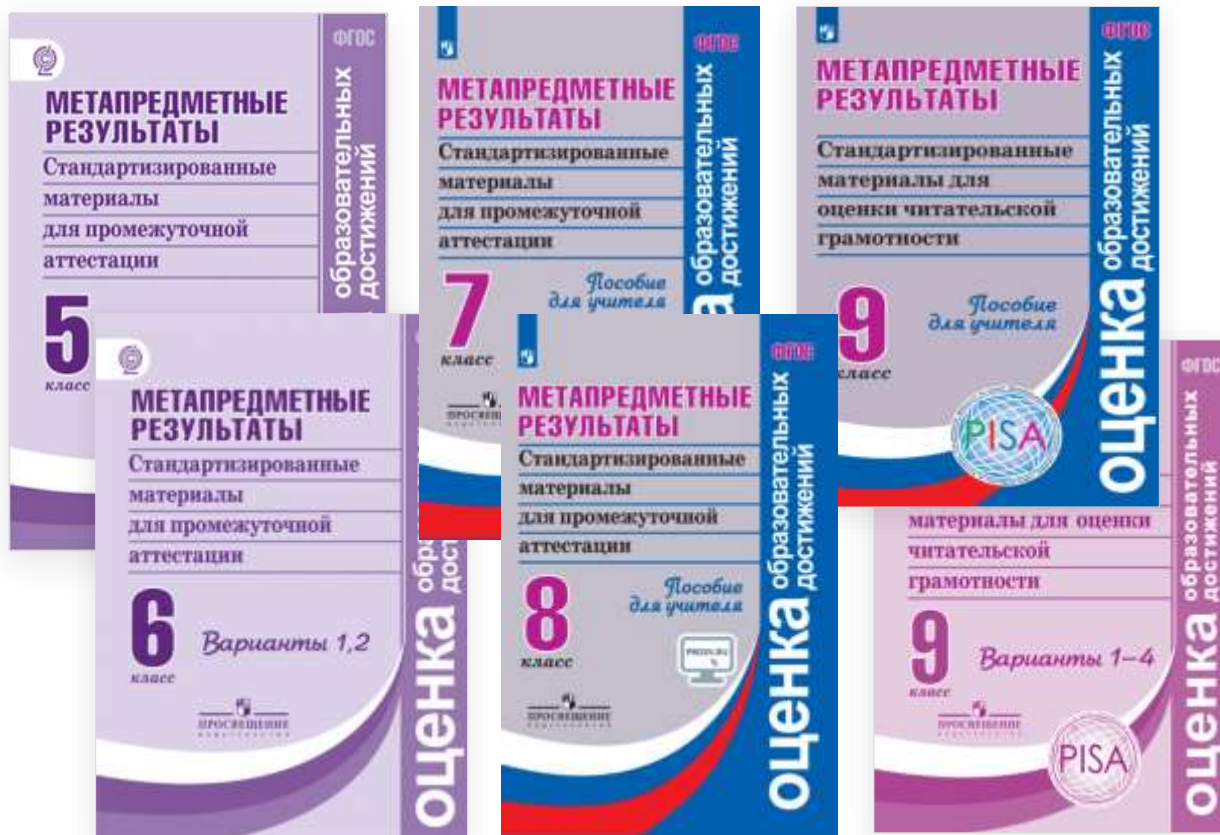 ФГОС
МЕТАПРЕДМЕТНЫЕ
РЕЗУЛЬТАТЫ
Стандартизированные
материалы
для промежуточной
аттестации
5
класс
образовательных
достижений
ФГОС
МЕТАПРЕДМЕТНЫЕ
РЕЗУЛЬТАТЫ
Стандартизированные
материалы
для промежуточной
аттестации
Пособие
для учителя
7
класс
образовательных
достижений
ФГОС
МЕТАПРЕДМЕТНЫЕ
РЕЗУЛЬТАТЫ
Стандартизированные
материалы для
оценки читательской
грамотности
Пособие
для учителя
9
класс
PISA
оценка
образовательных
достижений
МЕТАПРЕДМЕТНЫЕ
РЕЗУЛЬТАТЫ
Стандартизированные
материалы
для промежуточной
аттестации
6
класс
Варианты 1,2
ПРОСВЕЩЕНИЕ
ИЗДАТЕЛЬСТВО
оценка
ФГОС
МЕТАПРЕДМЕТНЫЕ
РЕЗУЛЬТАТЫ
Стандартизированные
материалы
для промежуточной
аттестации
Пособие
для учителя
8
класс
ПРОСВЕЩЕНИЕ
ИЗДАТЕЛЬСТВО
оценка
образовательных
достижений
ФГОС
материалы для оценки
читательской
грамотности
9
класс
Варианты 1–4
ПРОСВЕЩЕНИЕ
ИЗДАТЕЛЬСТВО
PISA
оценка
образовательных
достижений